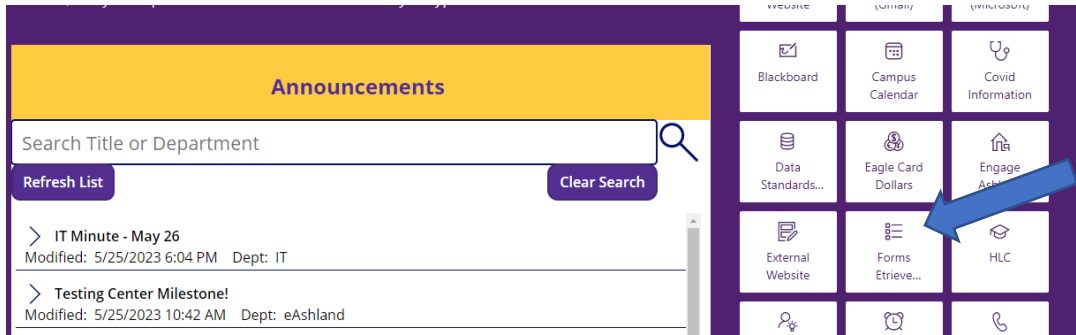 Website
(Gmail)
(Microsoft)
Announcements
Search Title or Department
Refresh List
Clear Search
IT Minute - May 26
Modified: 5/25/2023 6:04 PM Dept: IT
Testing Center Milestone!
Modified: 5/25/2023 10:42 AM Dept: eAshland
Blackboard
Campus
Calendar
Covid
Information
Data
Standards...
Eagle Card
Dollars
Engage
External
Website
Forms
Etrieve...
HLC